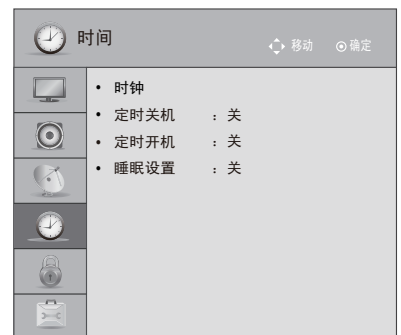 时间 移动 确定
• 时钟
• 定时关机 ：关
• 定时开机 ：关
• 睡眠设置 ：关